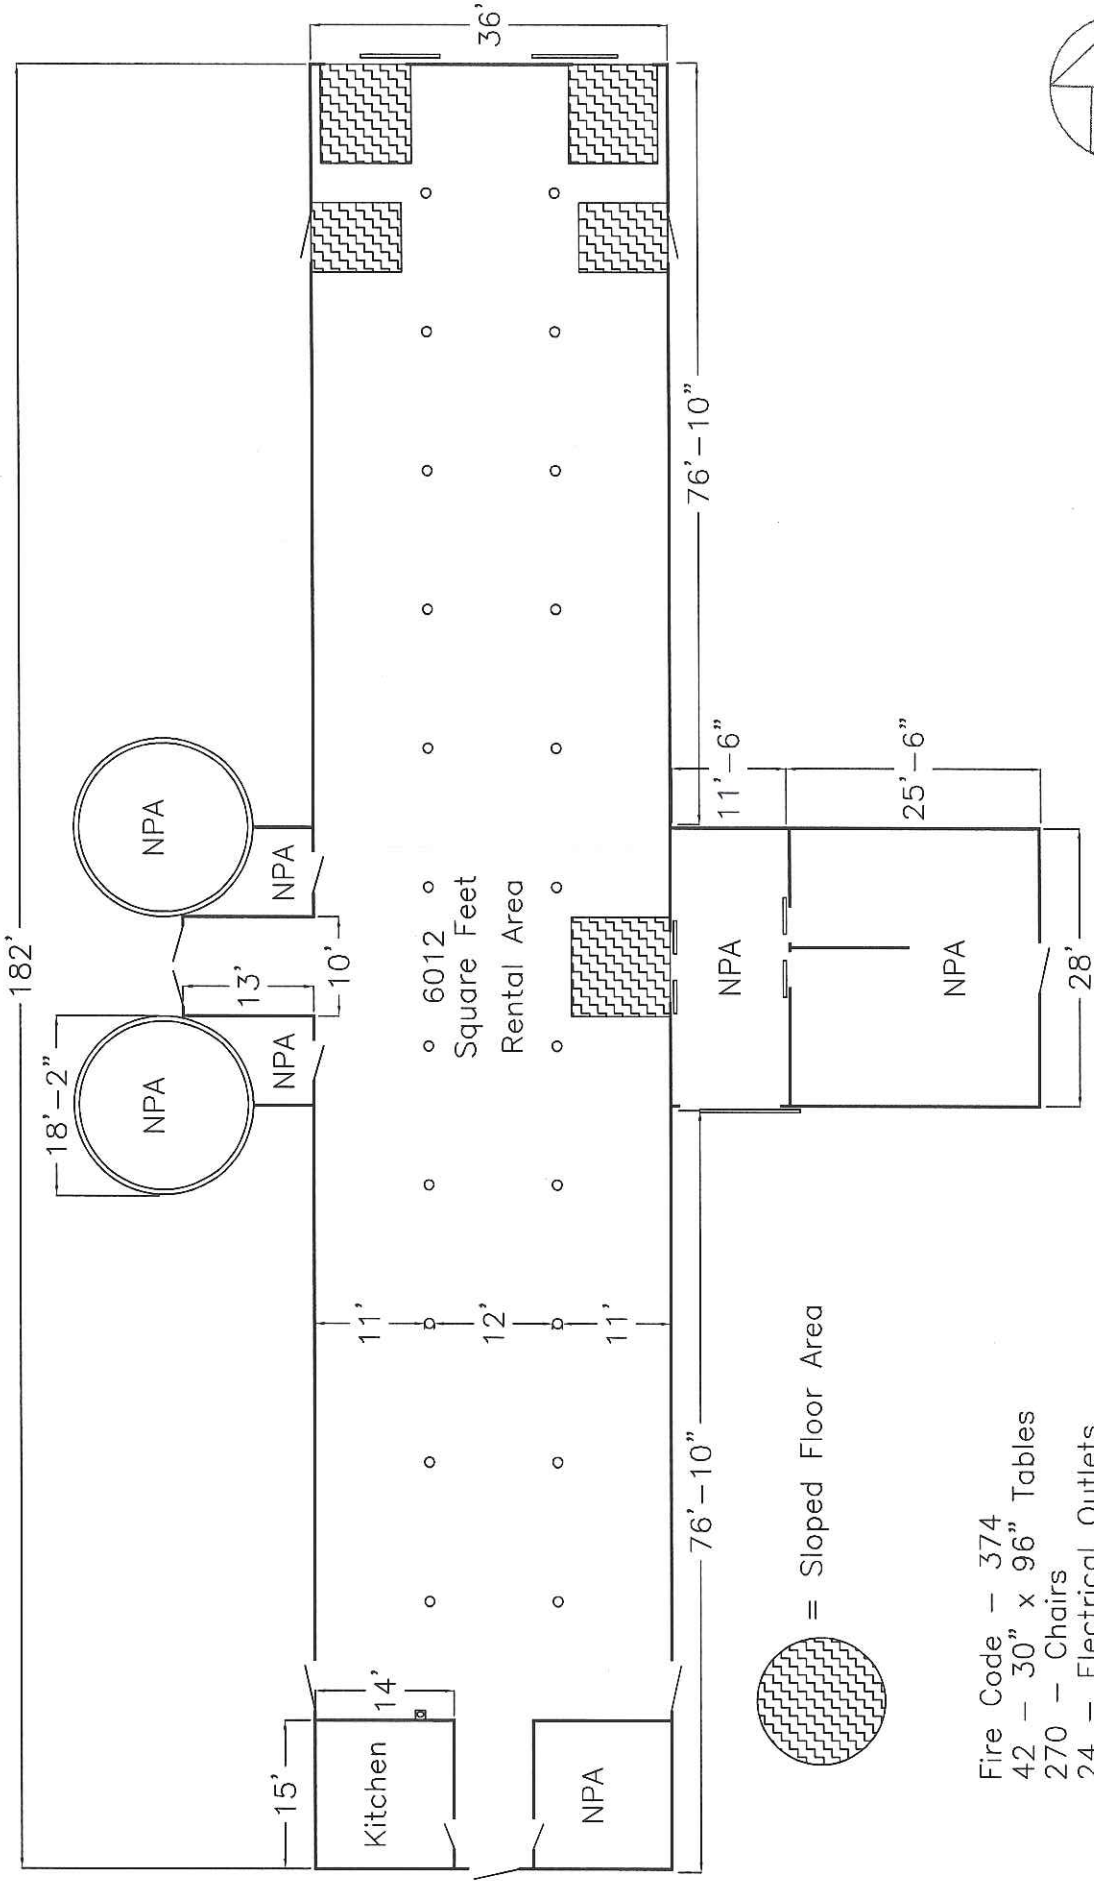 182'
36'
18'-2"
13'
10'
NPA
NPA
NPA
NPA
15'
14'
Kitchen
NPA
11'
12'
11'
6012
Square Feet
Rental Area
76'-10"
76'-10"
NPA
11'-6"
25'-6"
NPA
28'
= Sloped Floor Area
Fire Code - 374
42 - 30" x 96" Tables
270 - Chairs
24 - Electrical Outlets